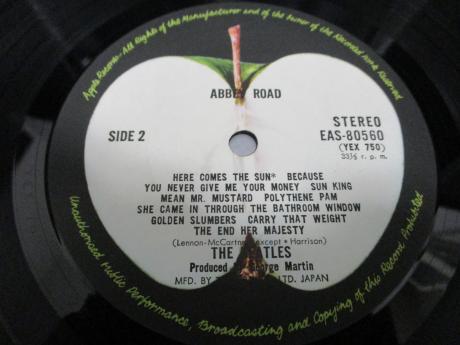 Apple Records-All Rights of the Manufacturer and of the Owner of the Recorded Work Reserved
ABBEY ROAD
SIDE 2
STEREO
EAS-80560
(YEX 750)
33⅓ r. p. m.
HERE COMES THE SUN* BECAUSE
YOU NEVER GIVE ME YOUR MONEY SUN KING
MEAN MR. MUSTARD POLYTHENE PAM
SHE CAME IN THROUGH THE BATHROOM WINDOW
GOLDEN SLUMBERS CARRY THAT WEIGHT
THE END HER MAJESTY
(Lennon-McCartney except * Harrison)
THE BEATLES
Produced by George Martin
MFD. BY LTD. JAPAN
Unauthorized Public Performance, Broadcasting and Copying of this Record Prohibited